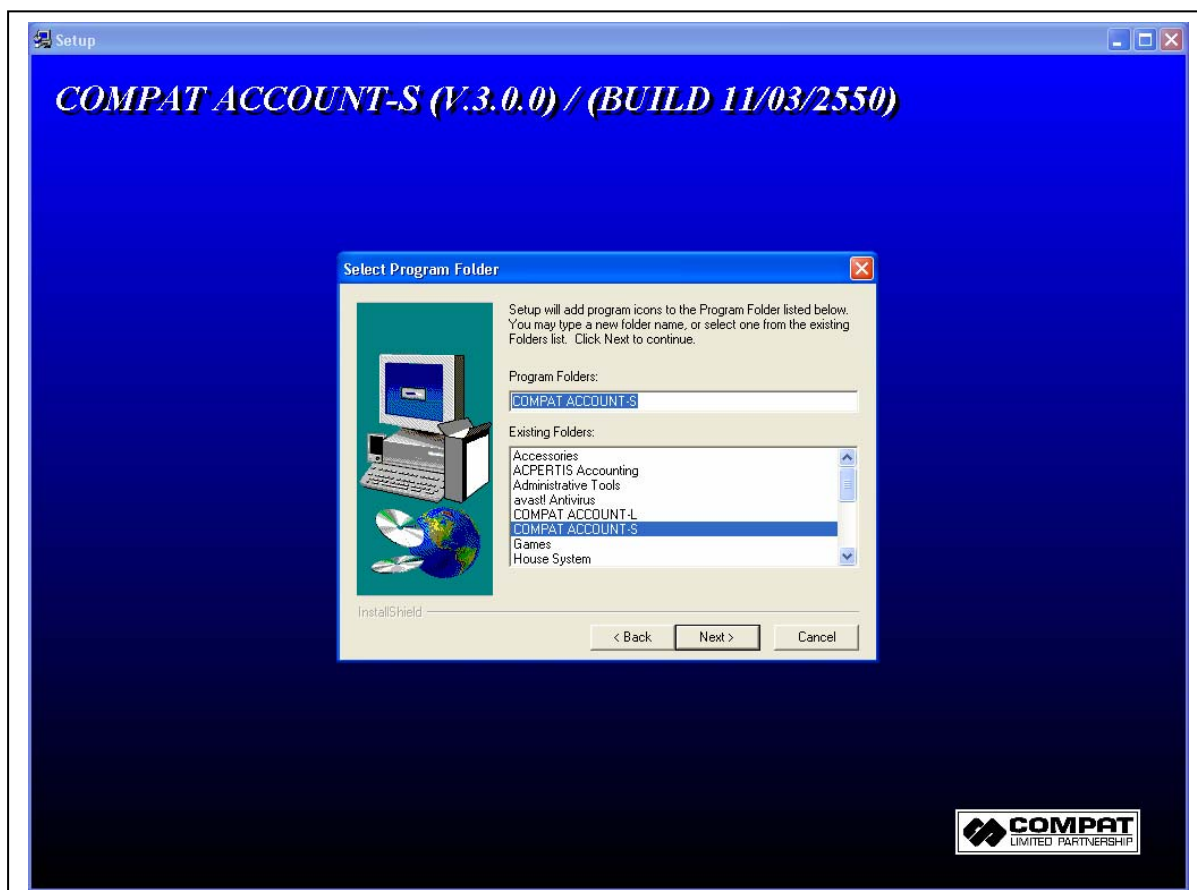 Setup
COMPAT ACCOUNT-S (V.3.0.0) / (BUILD 11/03/2550)
Select Program Folder
Setup will add program icons to the Program Folder listed below.
You may type a new folder name, or select one from the existing
Folders list. Click Next to continue.
Program Folders:
COMPAT ACCOUNT-S
Existing Folders:
Accessories
ACPERTIS Accounting
Administrative Tools
avast! Antivirus
COMPAT ACCOUNT-L
COMPAT ACCOUNT-S
Games
House System
InstallShield
< Back Next > Cancel
COMPAT
LIMITED PARTNERSHIP